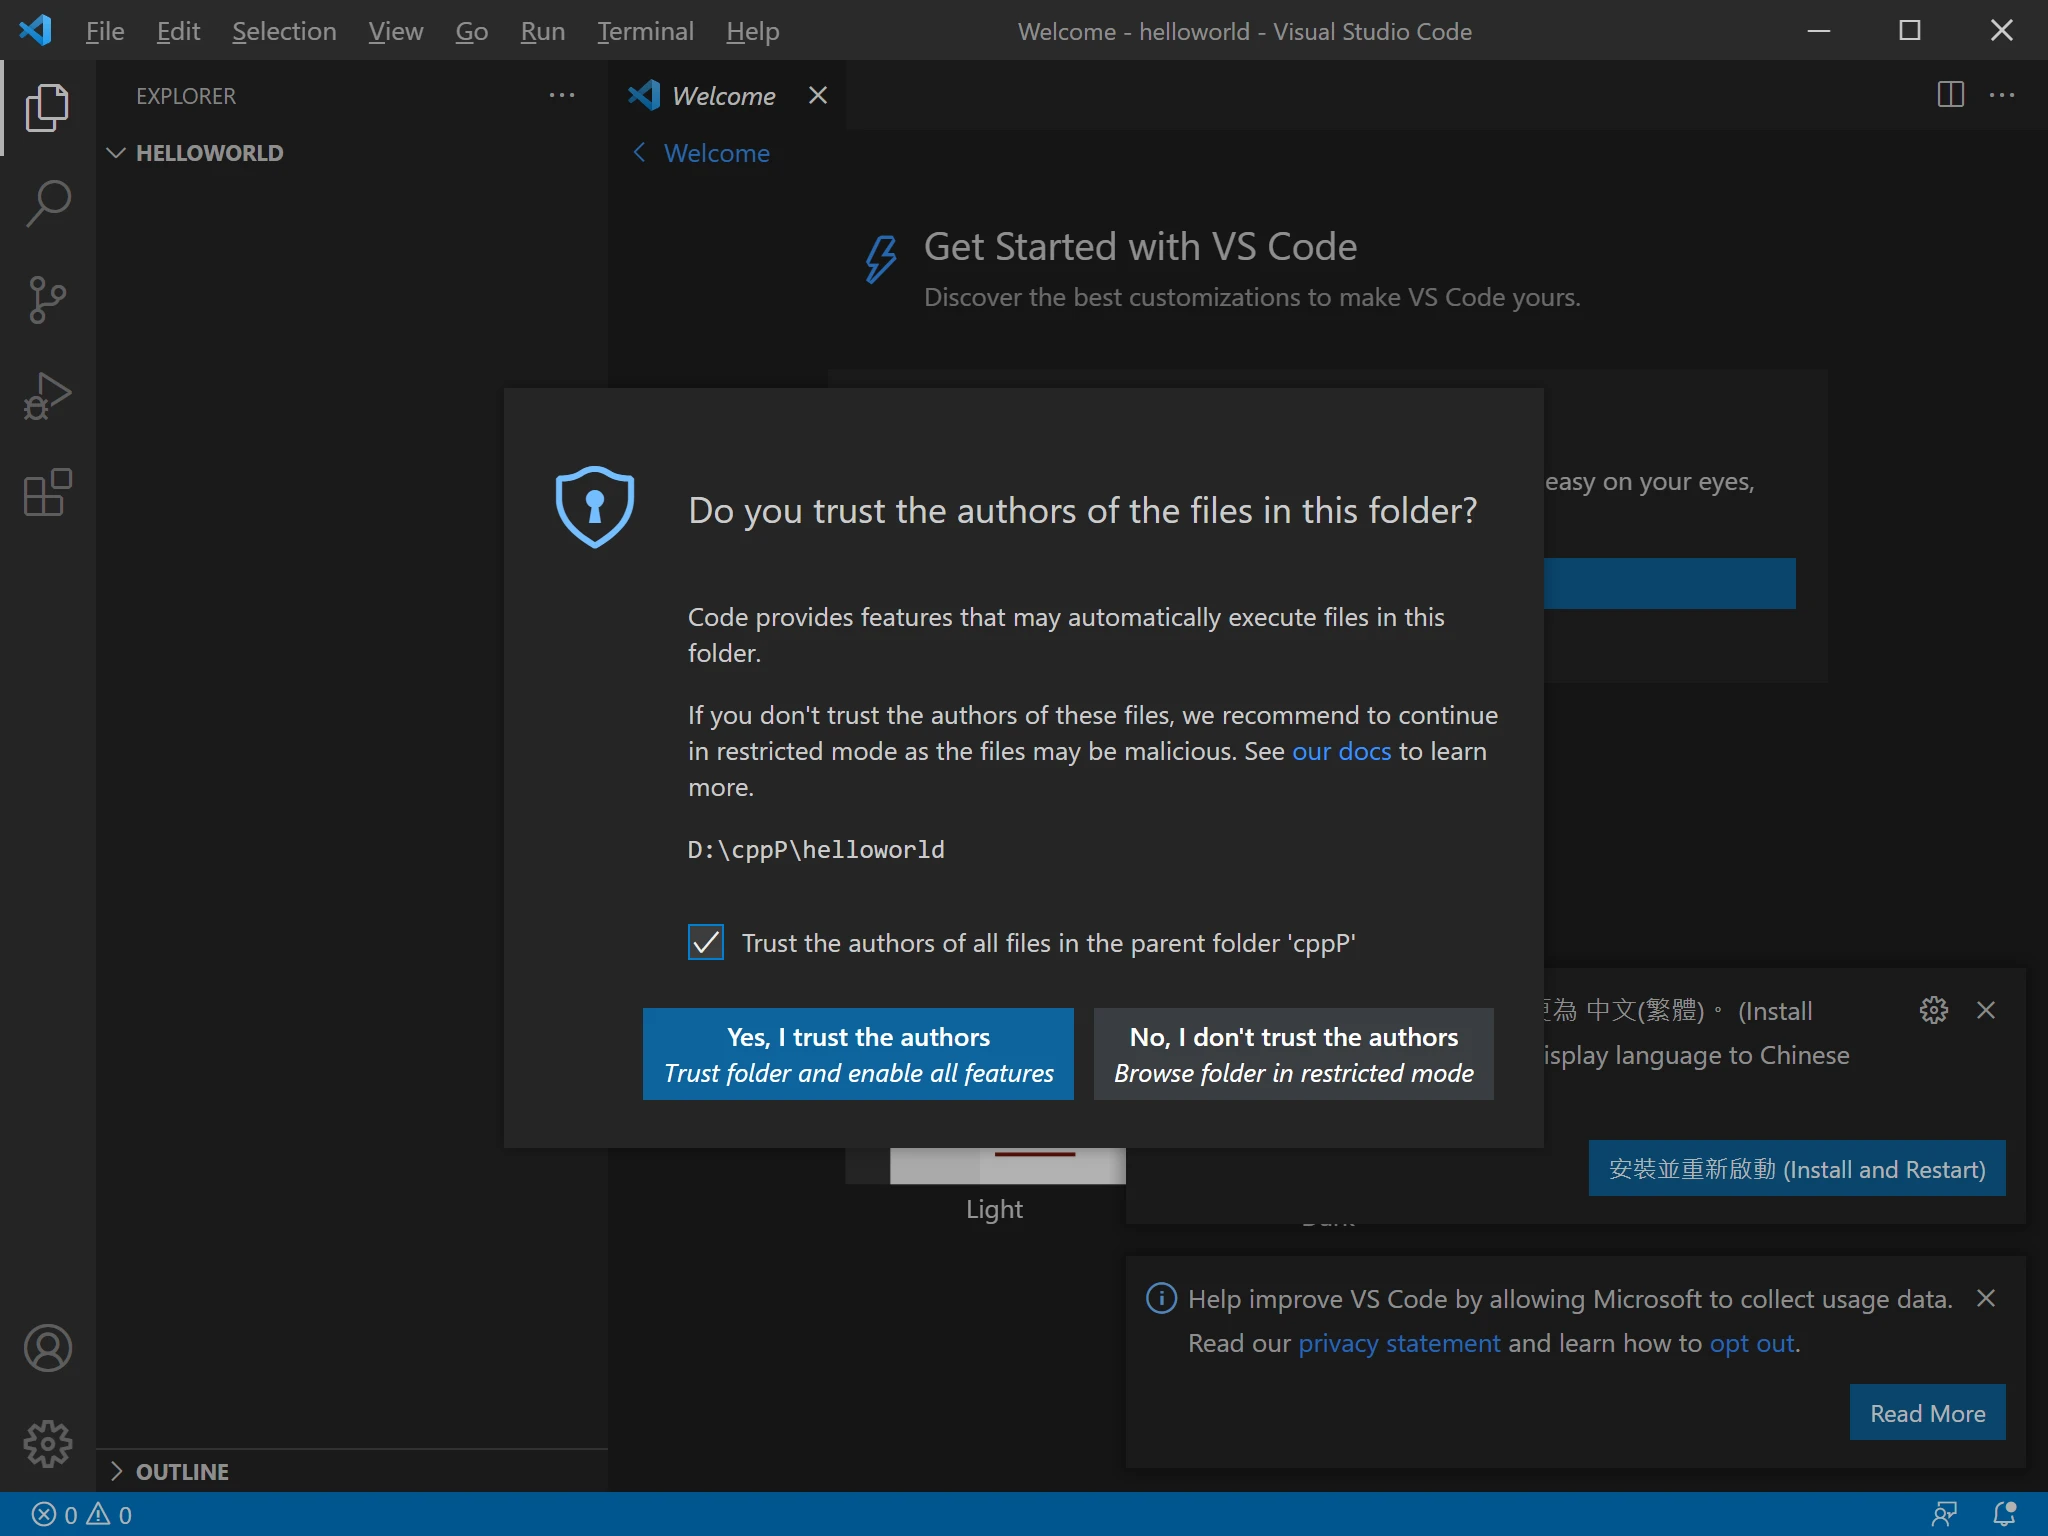 File Edit Selection View Go Run Terminal Help
Welcome - helloworld - Visual Studio Code
EXPLORER
HELLOWORLD
Welcome
Welcome
Get Started with VS Code
Discover the best customizations to make VS Code yours.
easy on your eyes,
Do you trust the authors of the files in this folder?
Code provides features that may automatically execute files in this
folder.
If you don't trust the authors of these files, we recommend to continue
in restricted mode as the files may be malicious. See our docs to learn
more.
D:\cppP\helloworld
Trust the authors of all files in the parent folder 'cppP'
Yes, I trust the authors
Trust folder and enable all features
No, I don't trust the authors
Browse folder in restricted mode
為 中文(繁體)。 (Install
isplay language to Chinese
安裝並重新啟動 (Install and Restart)
Light
Help improve VS Code by allowing Microsoft to collect usage data.
Read our privacy statement and learn how to opt out.
Read More
OUTLINE
0 0